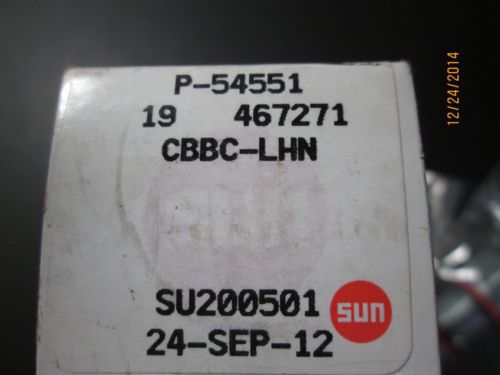 P-54551
19 467271
CBBC-LHN
SU200501
sun
24-SEP-12
12/24/2014